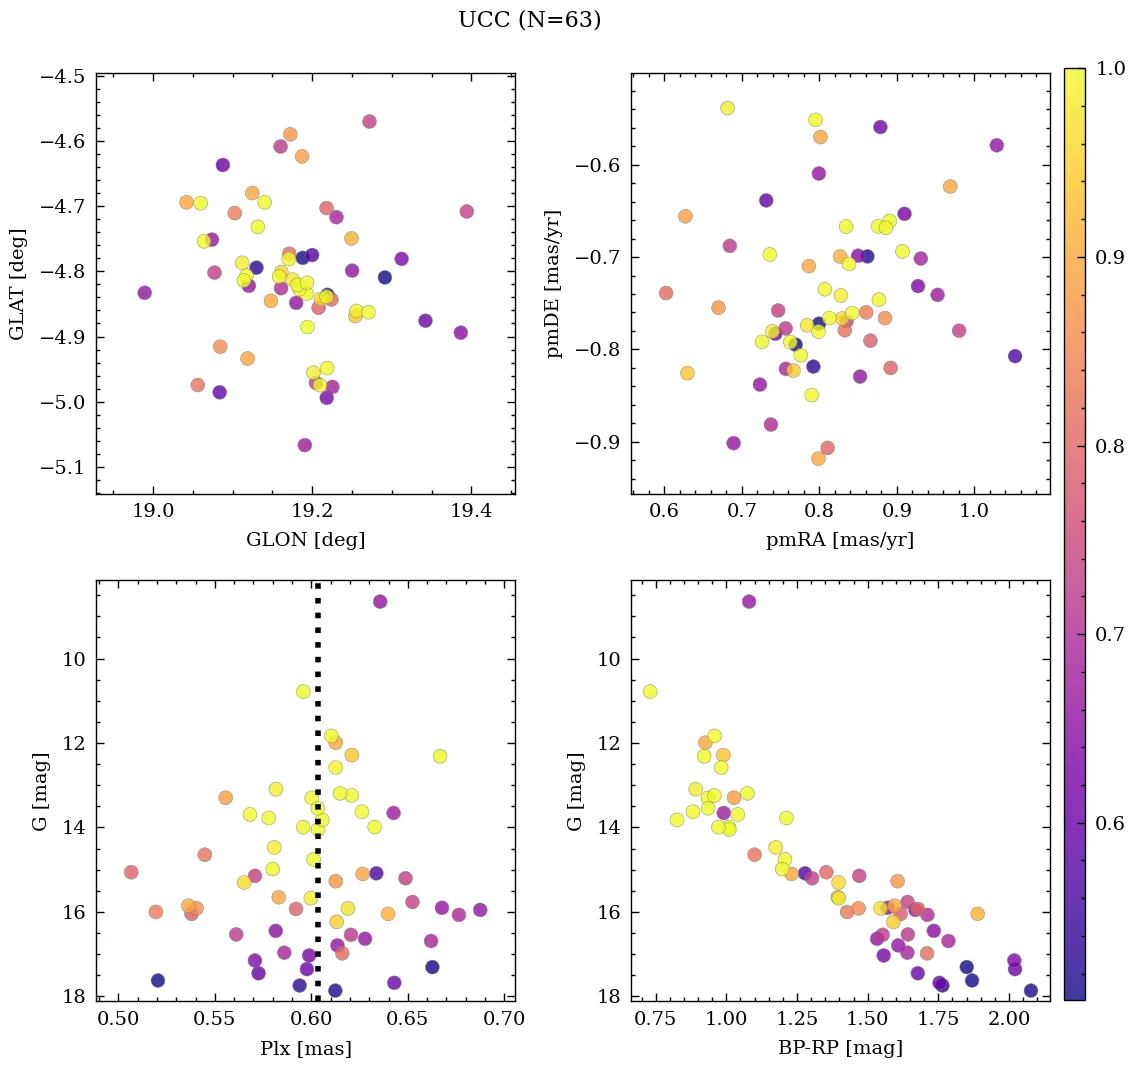 UCC (N=63)
−4.5
−4.6
−4.7
−4.8
−4.9
−5.0
−5.1
GLAT [deg]
19.0 19.2 19.4
GLON [deg]
−0.6
−0.7
−0.8
−0.9
pmDE [mas/yr]
0.6 0.7 0.8 0.9 1.0
pmRA [mas/yr]
10
12
14
16
18
G [mag]
0.50 0.55 0.60 0.65 0.70
Plx [mas]
10
12
14
16
18
G [mag]
0.75 1.00 1.25 1.50 1.75 2.00
BP-RP [mag]
1.0
0.9
0.8
0.7
0.6